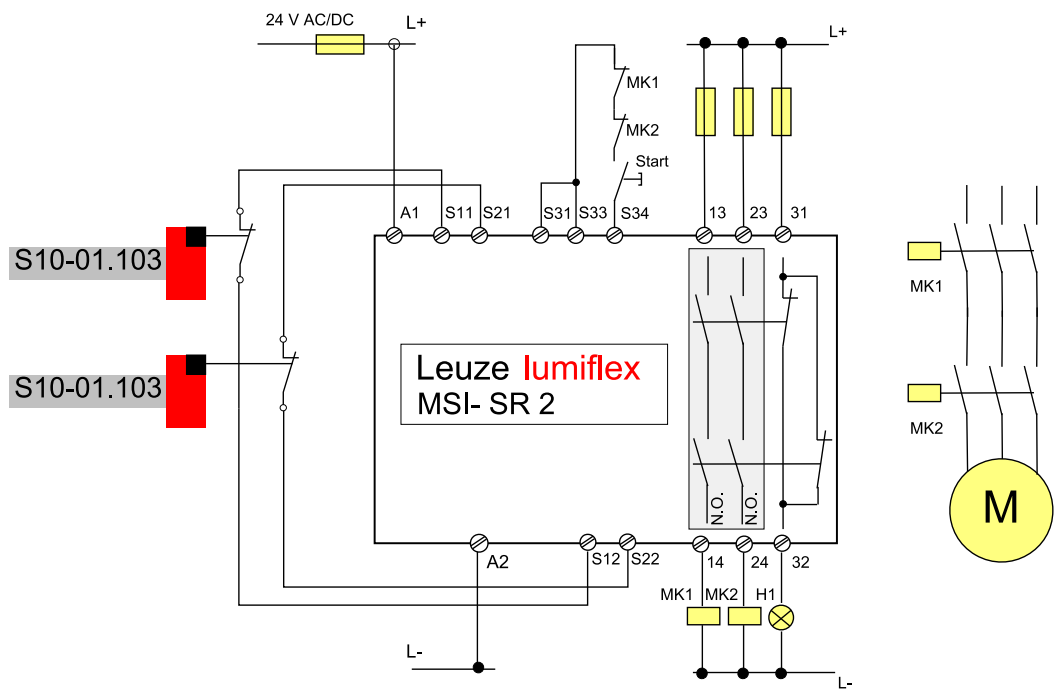 24 V AC/DC
L+
L+
MK1
MK2
Start
A1
S11
S21
S31
S33
S34
13
23
31
S10-01.103
S10-01.103
Leuze lumiflex
MSI- SR 2
N.O.
N.O.
MK1
MK2
M
A2
S12
S22
14
24
32
MK1
MK2
H1
L-
L-